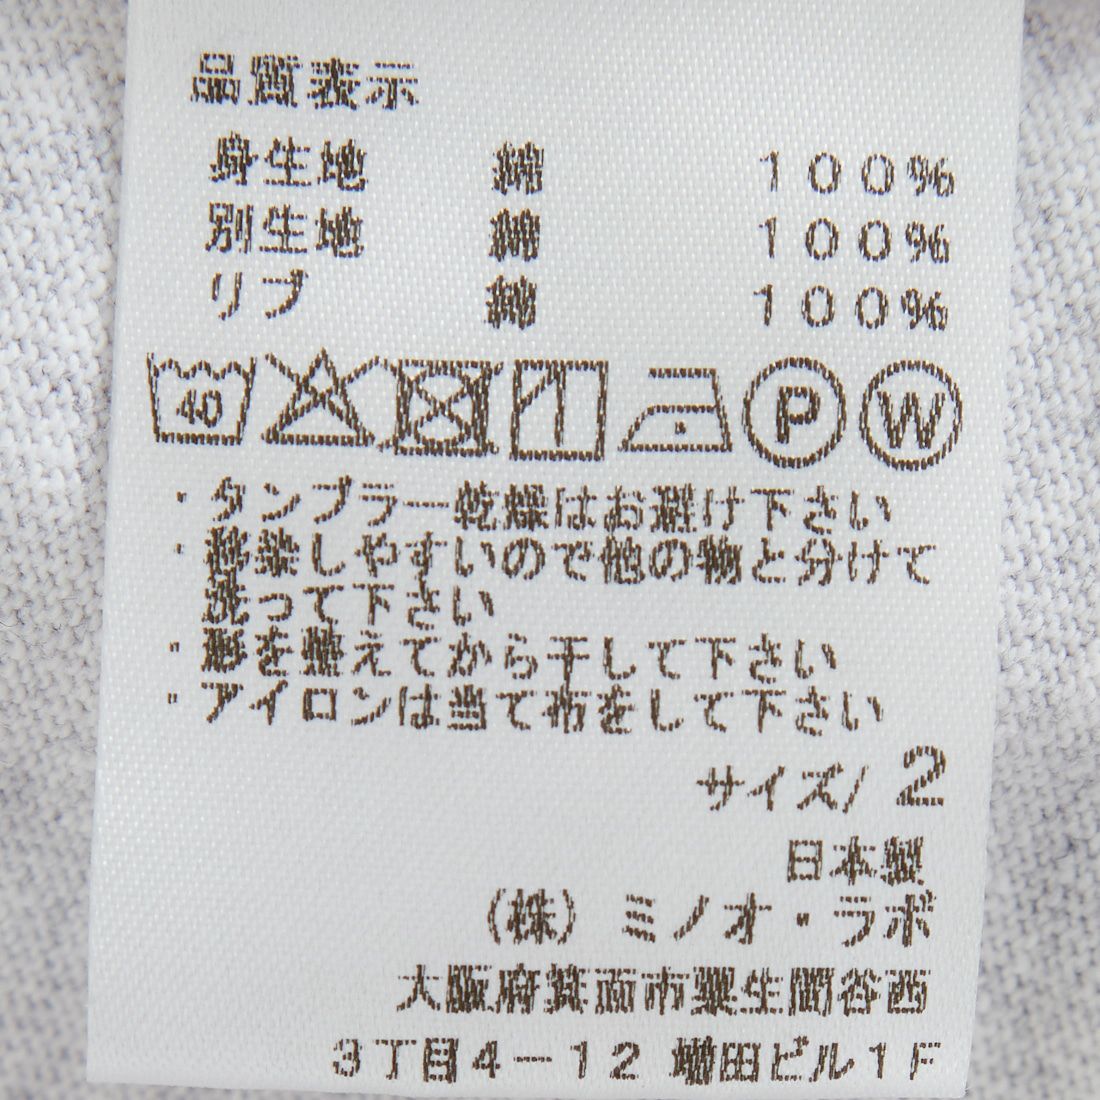 品質表示
身生地 綿 100%
別生地 綿 100%
リブ 綿 100%
40 P W
・タンブラー乾燥はお避け下さい
・移染しやすいので他の物と分けて
洗って下さい
・形を整えてから干して下さい
・アイロンは当て布をして下さい
サイズ/ 2
日本製
(株)ミノオ・ラボ
大阪府箕面市粟生間谷西
3丁目4-12 増田ビル1F